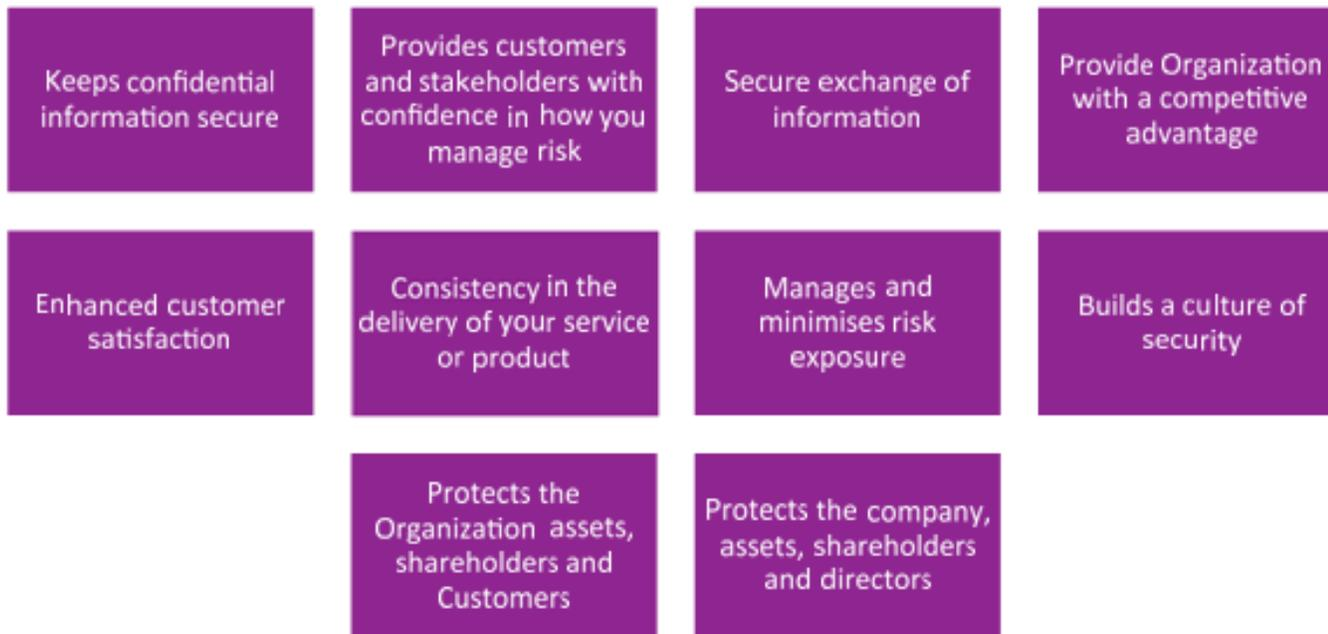 Keeps confidential
information secure
Provides customers
and stakeholders with
confidence in how you
manage risk
Secure exchange of
information
Provide Organization
with a competitive
advantage
Enhanced customer
satisfaction
Consistency in the
delivery of your service
or product
Manages and
minimises risk
exposure
Builds a culture of
security
Protects the
Organization assets,
shareholders and
Customers
Protects the company,
assets, shareholders
and directors